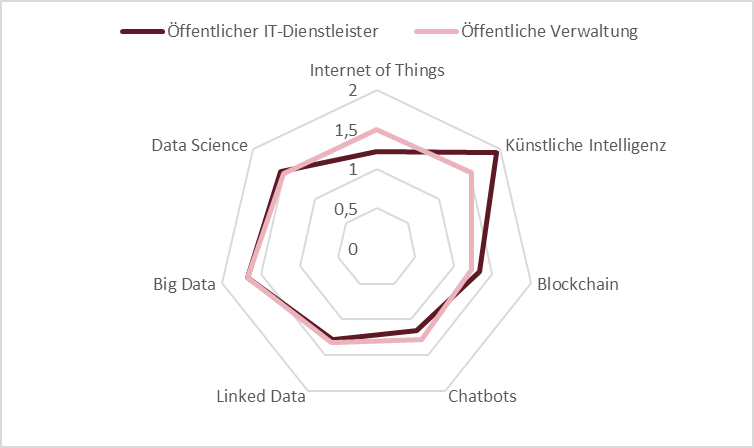 Öffentlicher IT-Dienstleister
Öffentliche Verwaltung
Internet of Things
2
1,5
1
0,5
0
Künstliche Intelligenz
Blockchain
Chatbots
Linked Data
Big Data
Data Science